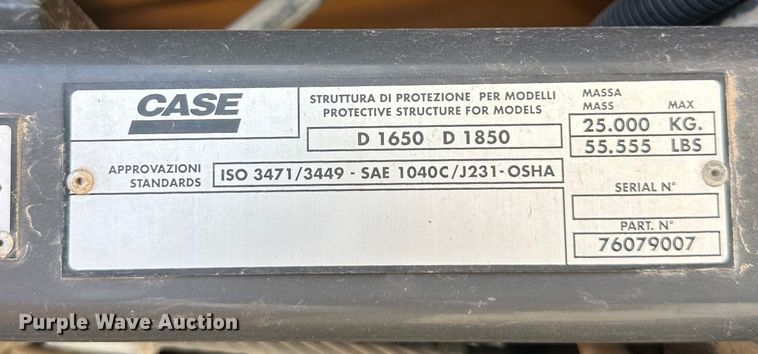 CASE
STRUTTURA DI PROTEZIONE PER MODELLI
PROTECTIVE STRUCTURE FOR MODELS
D 1650 D 1850
APPROVAZIONI
STANDARDS
ISO 3471/3449 - SAE 1040C/J231-OSHA
MASSA
MASS MAX
25.000 KG.
55.555 LBS
SERIAL N°
PART. N°
76079007
Purple Wave Auction